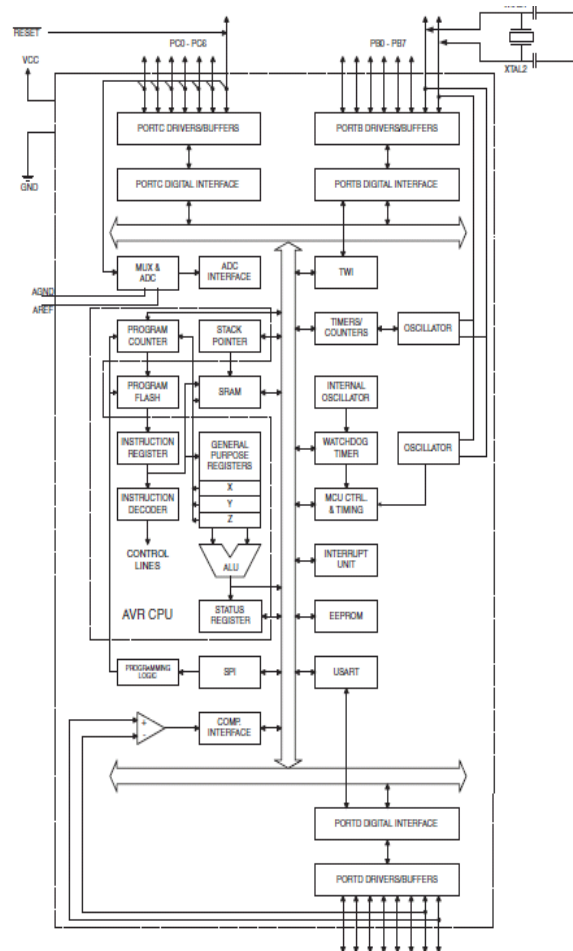 RESET
PC0 - PC6
PB0 - PB7
XTAL2
VCC
GND
PORTC DRIVERS/BUFFERS
PORTB DRIVERS/BUFFERS
PORTC DIGITAL INTERFACE
PORTB DIGITAL INTERFACE
MUX &
ADC
ADC
INTERFACE
TWI
AGND
AREF
PROGRAM
COUNTER
STACK
POINTER
TIMERS/
COUNTERS
OSCILLATOR
PROGRAM
FLASH
SRAM
INTERNAL
OSCILLATOR
INSTRUCTION
REGISTER
GENERAL
PURPOSE
REGISTERS
WATCHDOG
TIMER
OSCILLATOR
X
INSTRUCTION
DECODER
Y
MCU CTRL.
& TIMING
Z
CONTROL
LINES
ALU
INTERRUPT
UNIT
AVR CPU
STATUS
REGISTER
EEPROM
PROGRAMMING
LOGIC
SPI
USART
+
-
COMP.
INTERFACE
PORTD DIGITAL INTERFACE
PORTD DRIVERS/BUFFERS